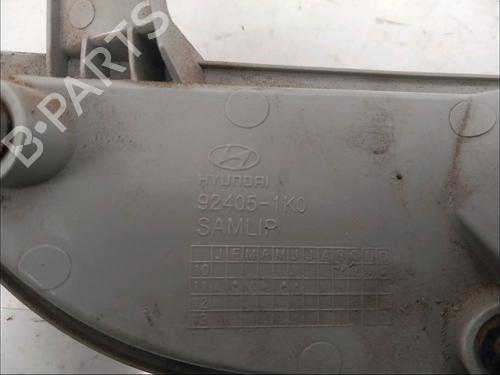 B-PARTS
HYUNDAI
92405-1K0
SAMLIP
J F M A M J J A S O N D
10
11
12
13